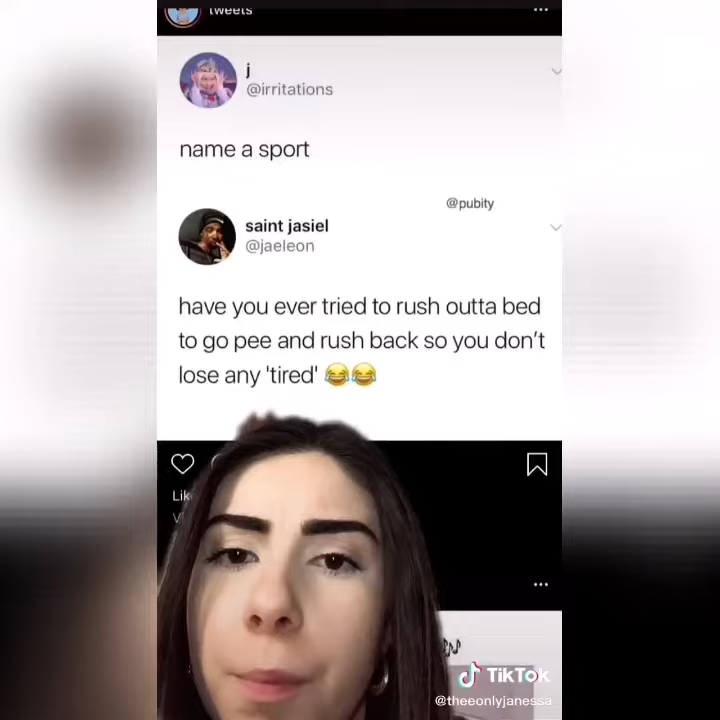 tweets
j
@irritations
name a sport
@pubity
saint jasiel
@jaeleon
have you ever tried to rush outta bed
to go pee and rush back so you don't
lose any 'tired' 😂😂
TikTok
@theeonlyjanessa